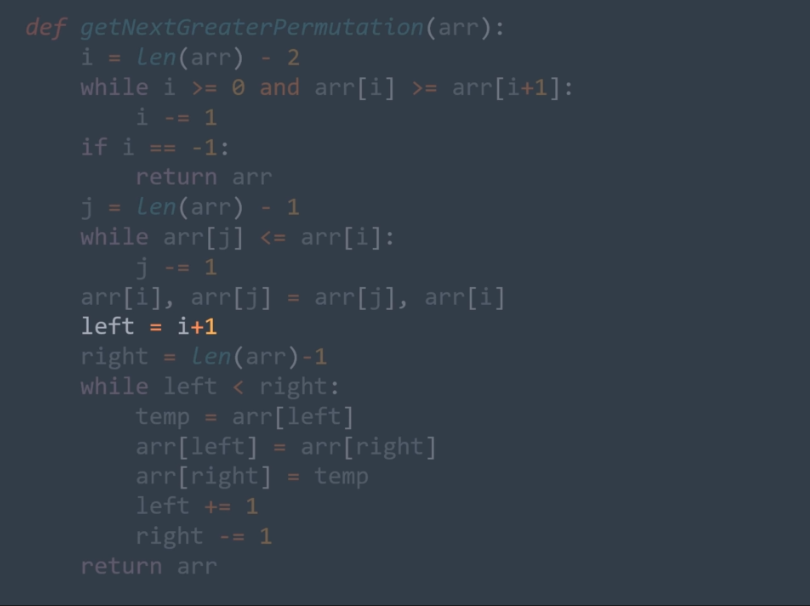 def getNextGreaterPermutation(arr):
    i = len(arr) - 2
    while i >= 0 and arr[i] >= arr[i+1]:
        i -= 1
    if i == -1:
        return arr
    j = len(arr) - 1
    while arr[j] <= arr[i]:
        j -= 1
    arr[i], arr[j] = arr[j], arr[i]
    left = i+1
    right = len(arr)-1
    while left < right:
        temp = arr[left]
        arr[left] = arr[right]
        arr[right] = temp
        left += 1
        right -= 1
    return arr